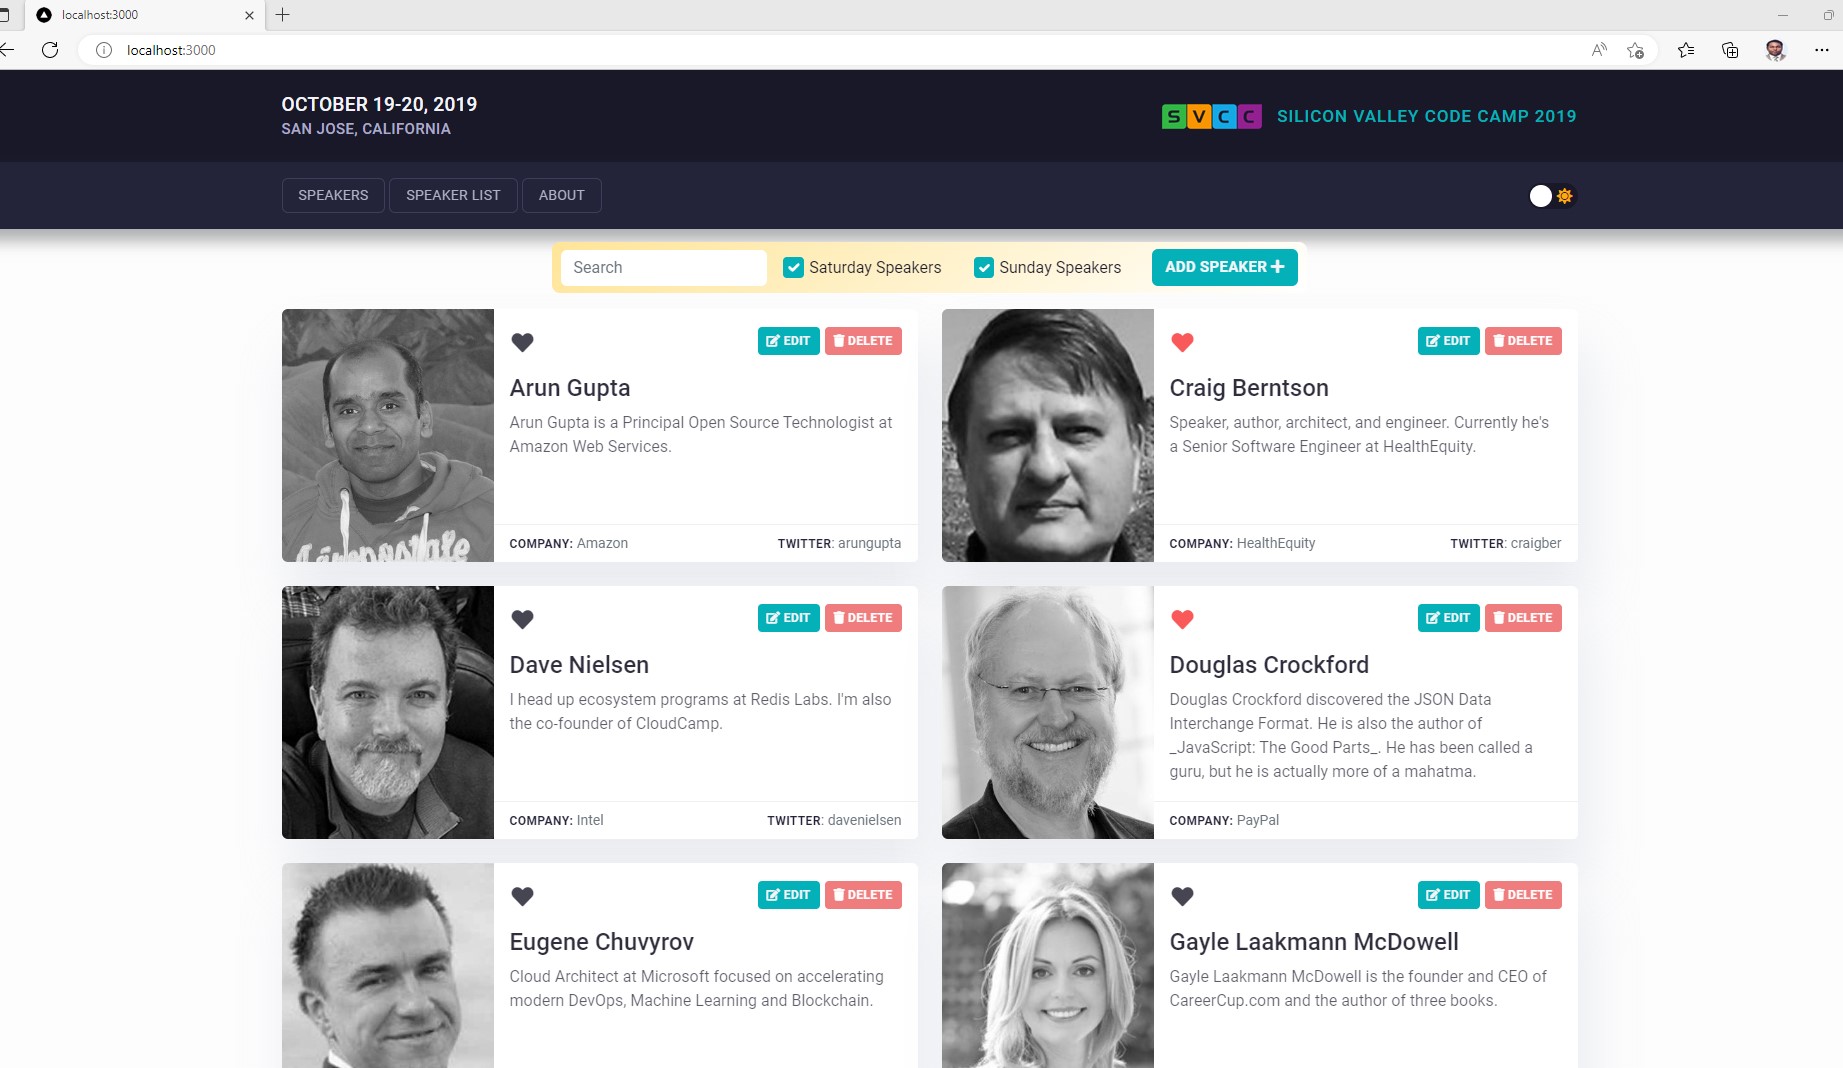 localhost:3000
localhost:3000
OCTOBER 19-20, 2019
SAN JOSE, CALIFORNIA
SVCC SILICON VALLEY CODE CAMP 2019
SPEAKERS SPEAKER LIST ABOUT
Search Saturday Speakers Sunday Speakers ADD SPEAKER
EDIT DELETE
Arun Gupta
Arun Gupta is a Principal Open Source Technologist at
Amazon Web Services.
COMPANY: Amazon TWITTER: arungupta
EDIT DELETE
Craig Berntson
Speaker, author, architect, and engineer. Currently he's
a Senior Software Engineer at HealthEquity.
COMPANY: HealthEquity TWITTER: craigber
EDIT DELETE
Dave Nielsen
I head up ecosystem programs at Redis Labs. I'm also
the co-founder of CloudCamp.
COMPANY: Intel TWITTER: davenielsen
EDIT DELETE
Douglas Crockford
Douglas Crockford discovered the JSON Data
Interchange Format. He is also the author of
_JavaScript: The Good Parts_. He has been called a
guru, but he is actually more of a mahatma.
COMPANY: PayPal
EDIT DELETE
Eugene Chuvyrov
Cloud Architect at Microsoft focused on accelerating
modern DevOps, Machine Learning and Blockchain.
EDIT DELETE
Gayle Laakmann McDowell
Gayle Laakmann McDowell is the founder and CEO of
CareerCup.com and the author of three books.